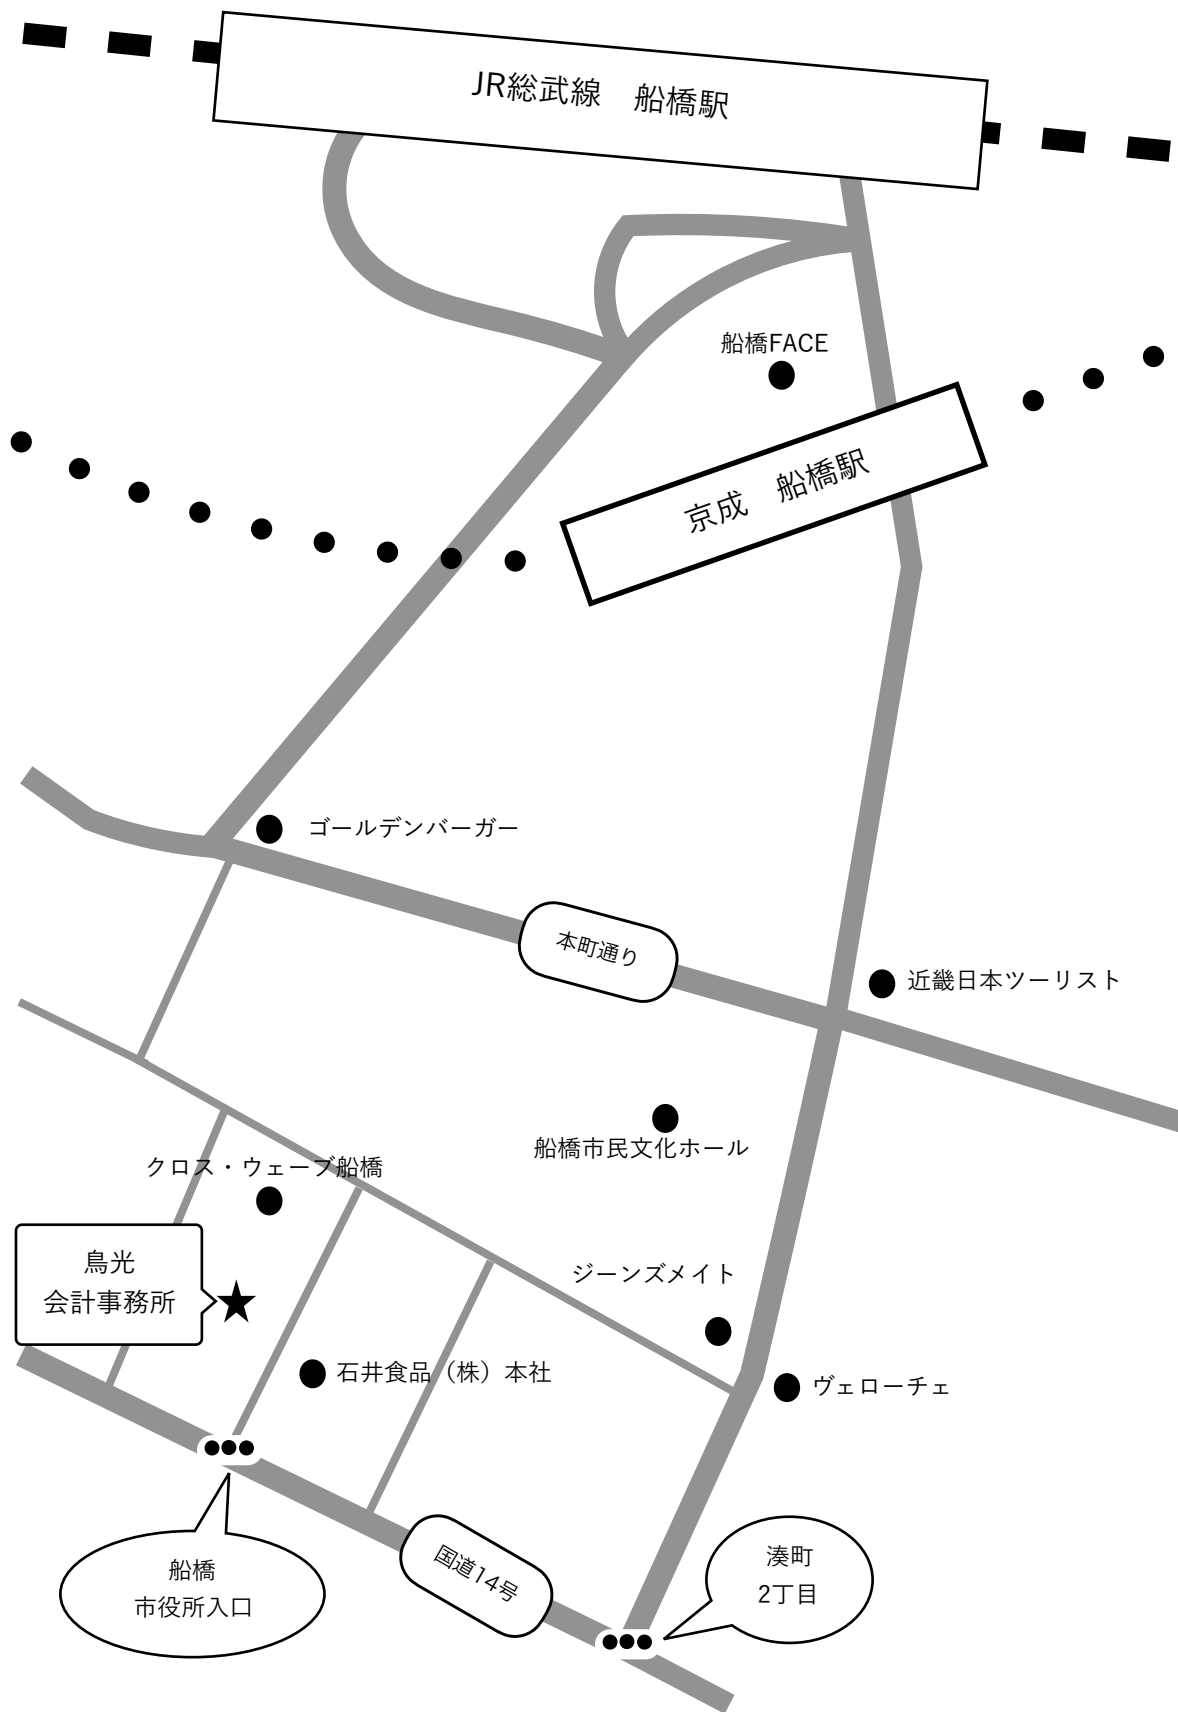 JR総武線　船橋駅
船橋FACE
京成　船橋駅
ゴールデンバーガー
本町通り
近畿日本ツーリスト
船橋市民文化ホール
クロス・ウェーブ船橋
鳥光
会計事務所
ジーンズメイト
石井食品（株）本社
ヴェローチェ
国道14号
船橋
市役所入口
湊町
2丁目